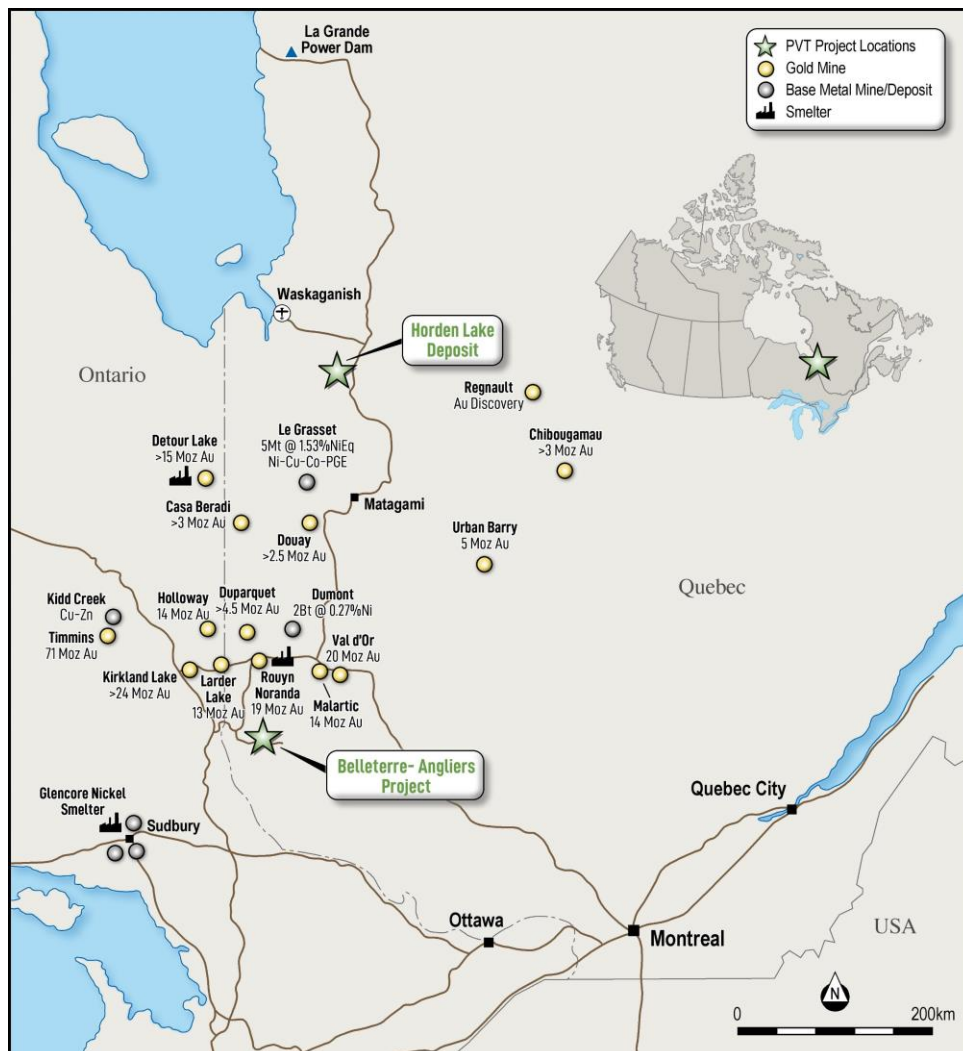 La Grande
Power Dam
PVT Project Locations
Gold Mine
Base Metal Mine/Deposit
Smelter
Waskaganish
Horden Lake
Deposit
Ontario
Regnault
Au Discovery
Le Grasset
5Mt @ 1.53%NiEq
Ni-Cu-Co-PGE
Detour Lake
>15 Moz Au
Chibougamau
>3 Moz Au
Casa Beradi
>3 Moz Au
Matagami
Douay
>2.5 Moz Au
Urban Barry
5 Moz Au
Quebec
Kidd Creek
Cu-Zn
Timmins
71 Moz Au
Holloway
14 Moz Au
Duparquet
>4.5 Moz Au
Dumont
2Bt @ 0.27%Ni
Val d'Or
20 Moz Au
Kirkland Lake
>24 Moz Au
Larder
Lake
13 Moz Au
Rouyn
Noranda
19 Moz Au
Malartic
14 Moz Au
Belleterre- Angliers
Project
Glencore Nickel
Smelter
Sudbury
Quebec City
Ottawa
Montreal
USA
N
0 200km